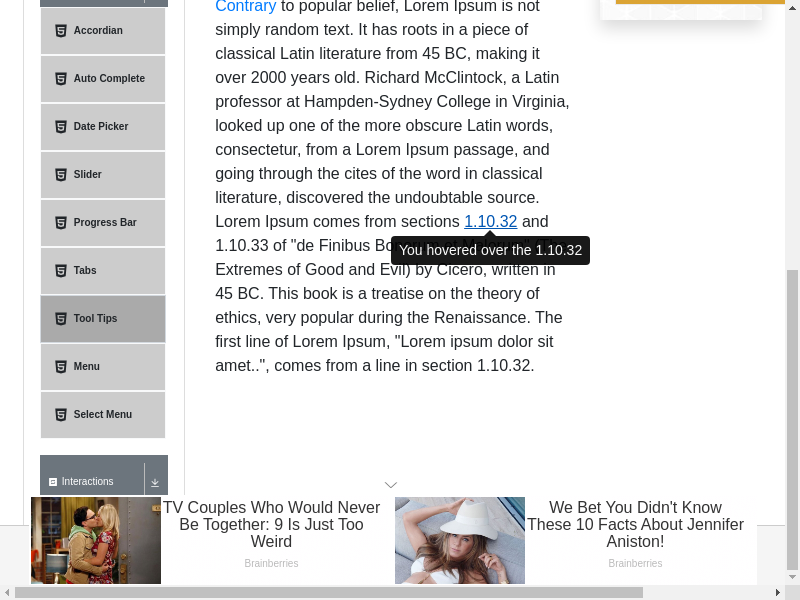 Accordian
Auto Complete
Date Picker
Slider
Progress Bar
Tabs
Tool Tips
Menu
Select Menu
Interactions
Contrary to popular belief, Lorem Ipsum is not
simply random text. It has roots in a piece of
classical Latin literature from 45 BC, making it
over 2000 years old. Richard McClintock, a Latin
professor at Hampden-Sydney College in Virginia,
looked up one of the more obscure Latin words,
consectetur, from a Lorem Ipsum passage, and
going through the cites of the word in classical
literature, discovered the undoubtable source.
Lorem Ipsum comes from sections 1.10.32 and
1.10.33 of "de Finibus
You hovered over the 1.10.32
Extremes of Good and Evil) by Cicero, written in
45 BC. This book is a treatise on the theory of
ethics, very popular during the Renaissance. The
first line of Lorem Ipsum, "Lorem ipsum dolor sit
amet..", comes from a line in section 1.10.32.
TV Couples Who Would Never
Be Together: 9 Is Just Too
Weird
Brainberries
We Bet You Didn't Know
These 10 Facts About Jennifer
Aniston!
Brainberries